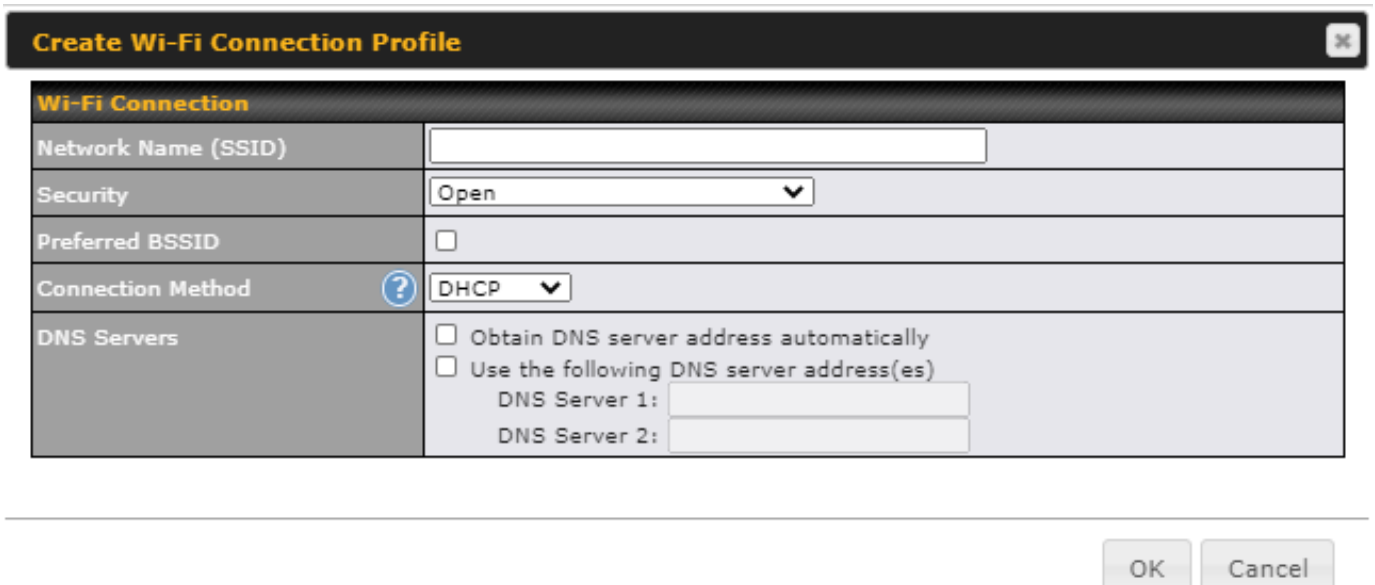 Create Wi-Fi Connection Profile
Wi-Fi Connection
Network Name (SSID)
Security Open
Preferred BSSID
Connection Method ? DHCP
DNS Servers Obtain DNS server address automatically
Use the following DNS server address(es)
DNS Server 1:
DNS Server 2:
OK Cancel